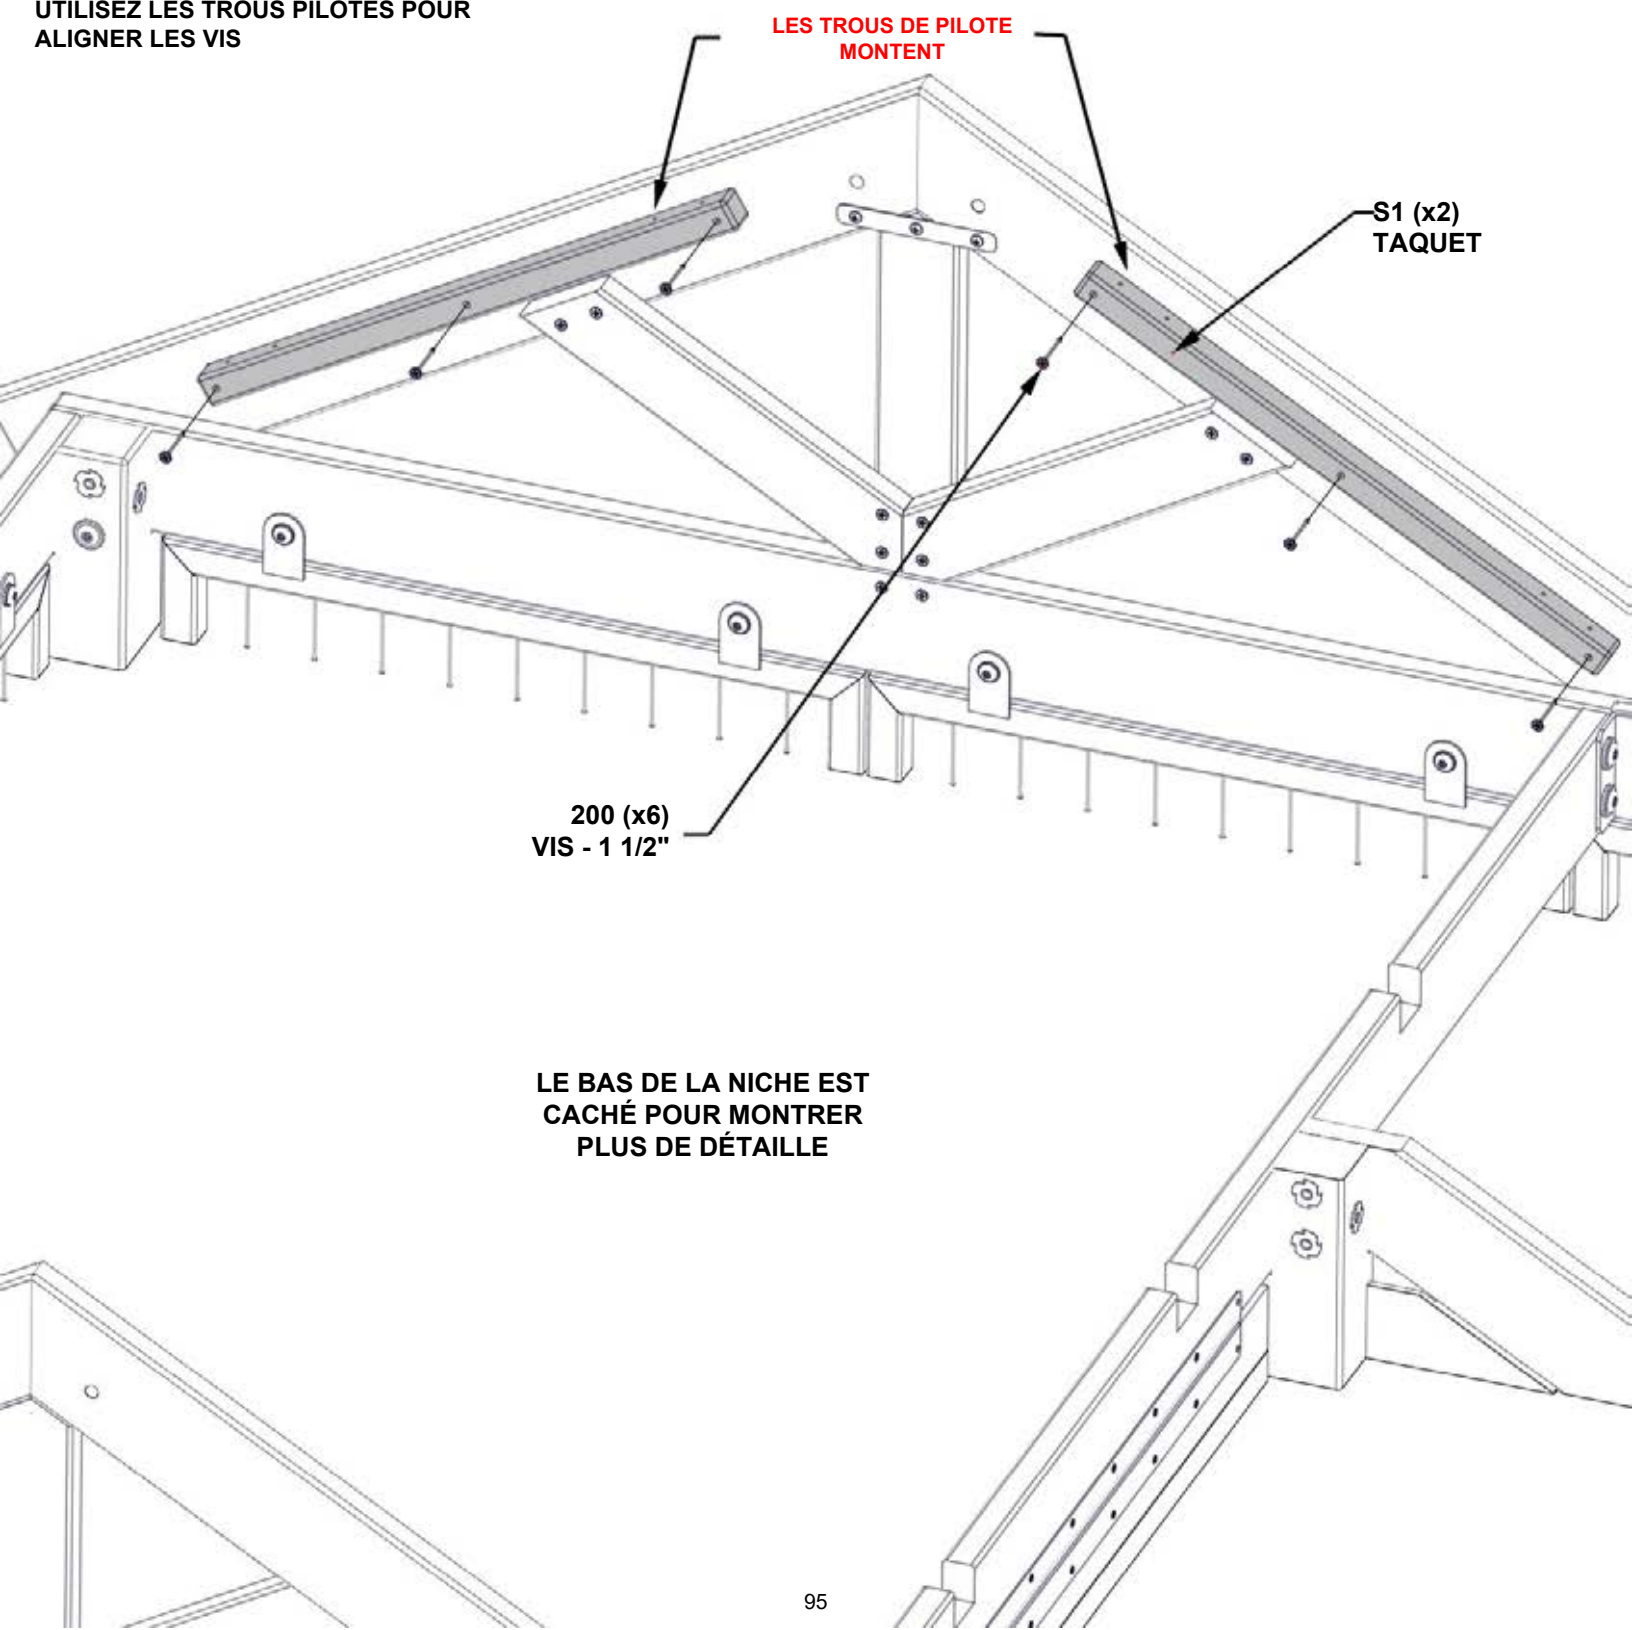 UTILISEZ LES TROUS PILOTES POUR
ALIGNER LES VIS
LES TROUS DE PILOTE
MONTENT
S1 (x2)
TAQUET
200 (x6)
VIS - 1 1/2"
LE BAS DE LA NICHE EST
CACHÉ POUR MONTRER
PLUS DE DÉTAILLE
95